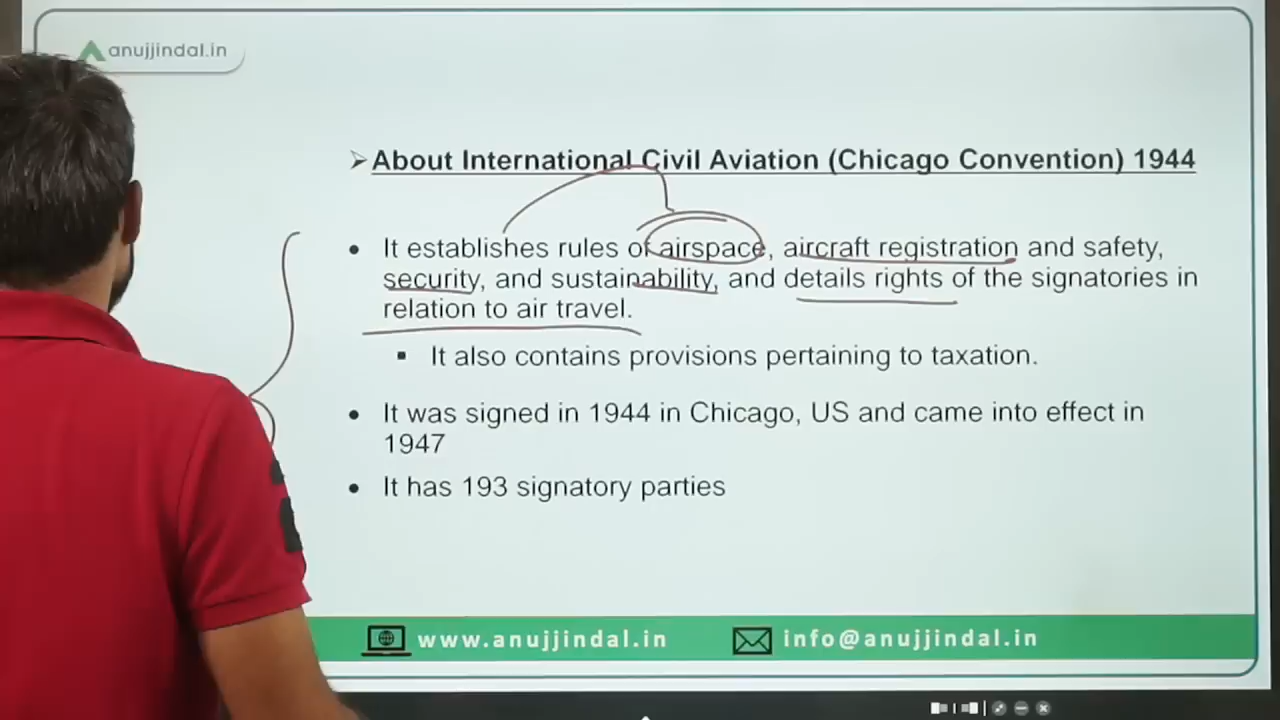 anujjindal.in
➢ About International Civil Aviation (Chicago Convention) 1944
• It establishes rules of airspace, aircraft registration and safety,
security, and sustainability, and details rights of the signatories in
relation to air travel.
▪ It also contains provisions pertaining to taxation.
• It was signed in 1944 in Chicago, US and came into effect in
1947
• It has 193 signatory parties
www.anujjindal.in info@anujjindal.in